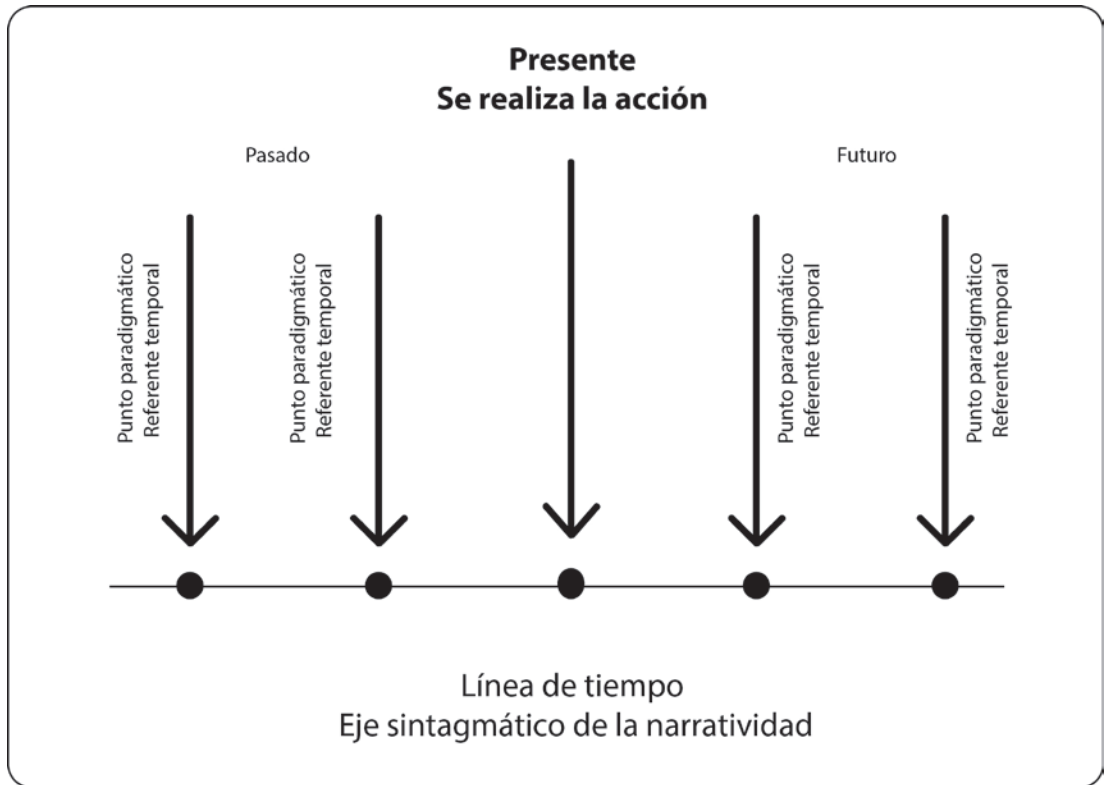 Presente
Se realiza la acción
Pasado
Futuro
Punto paradigmático
Referente temporal
Punto paradigmático
Referente temporal
Punto paradigmático
Referente temporal
Punto paradigmático
Referente temporal
Línea de tiempo
Eje sintagmático de la narratividad